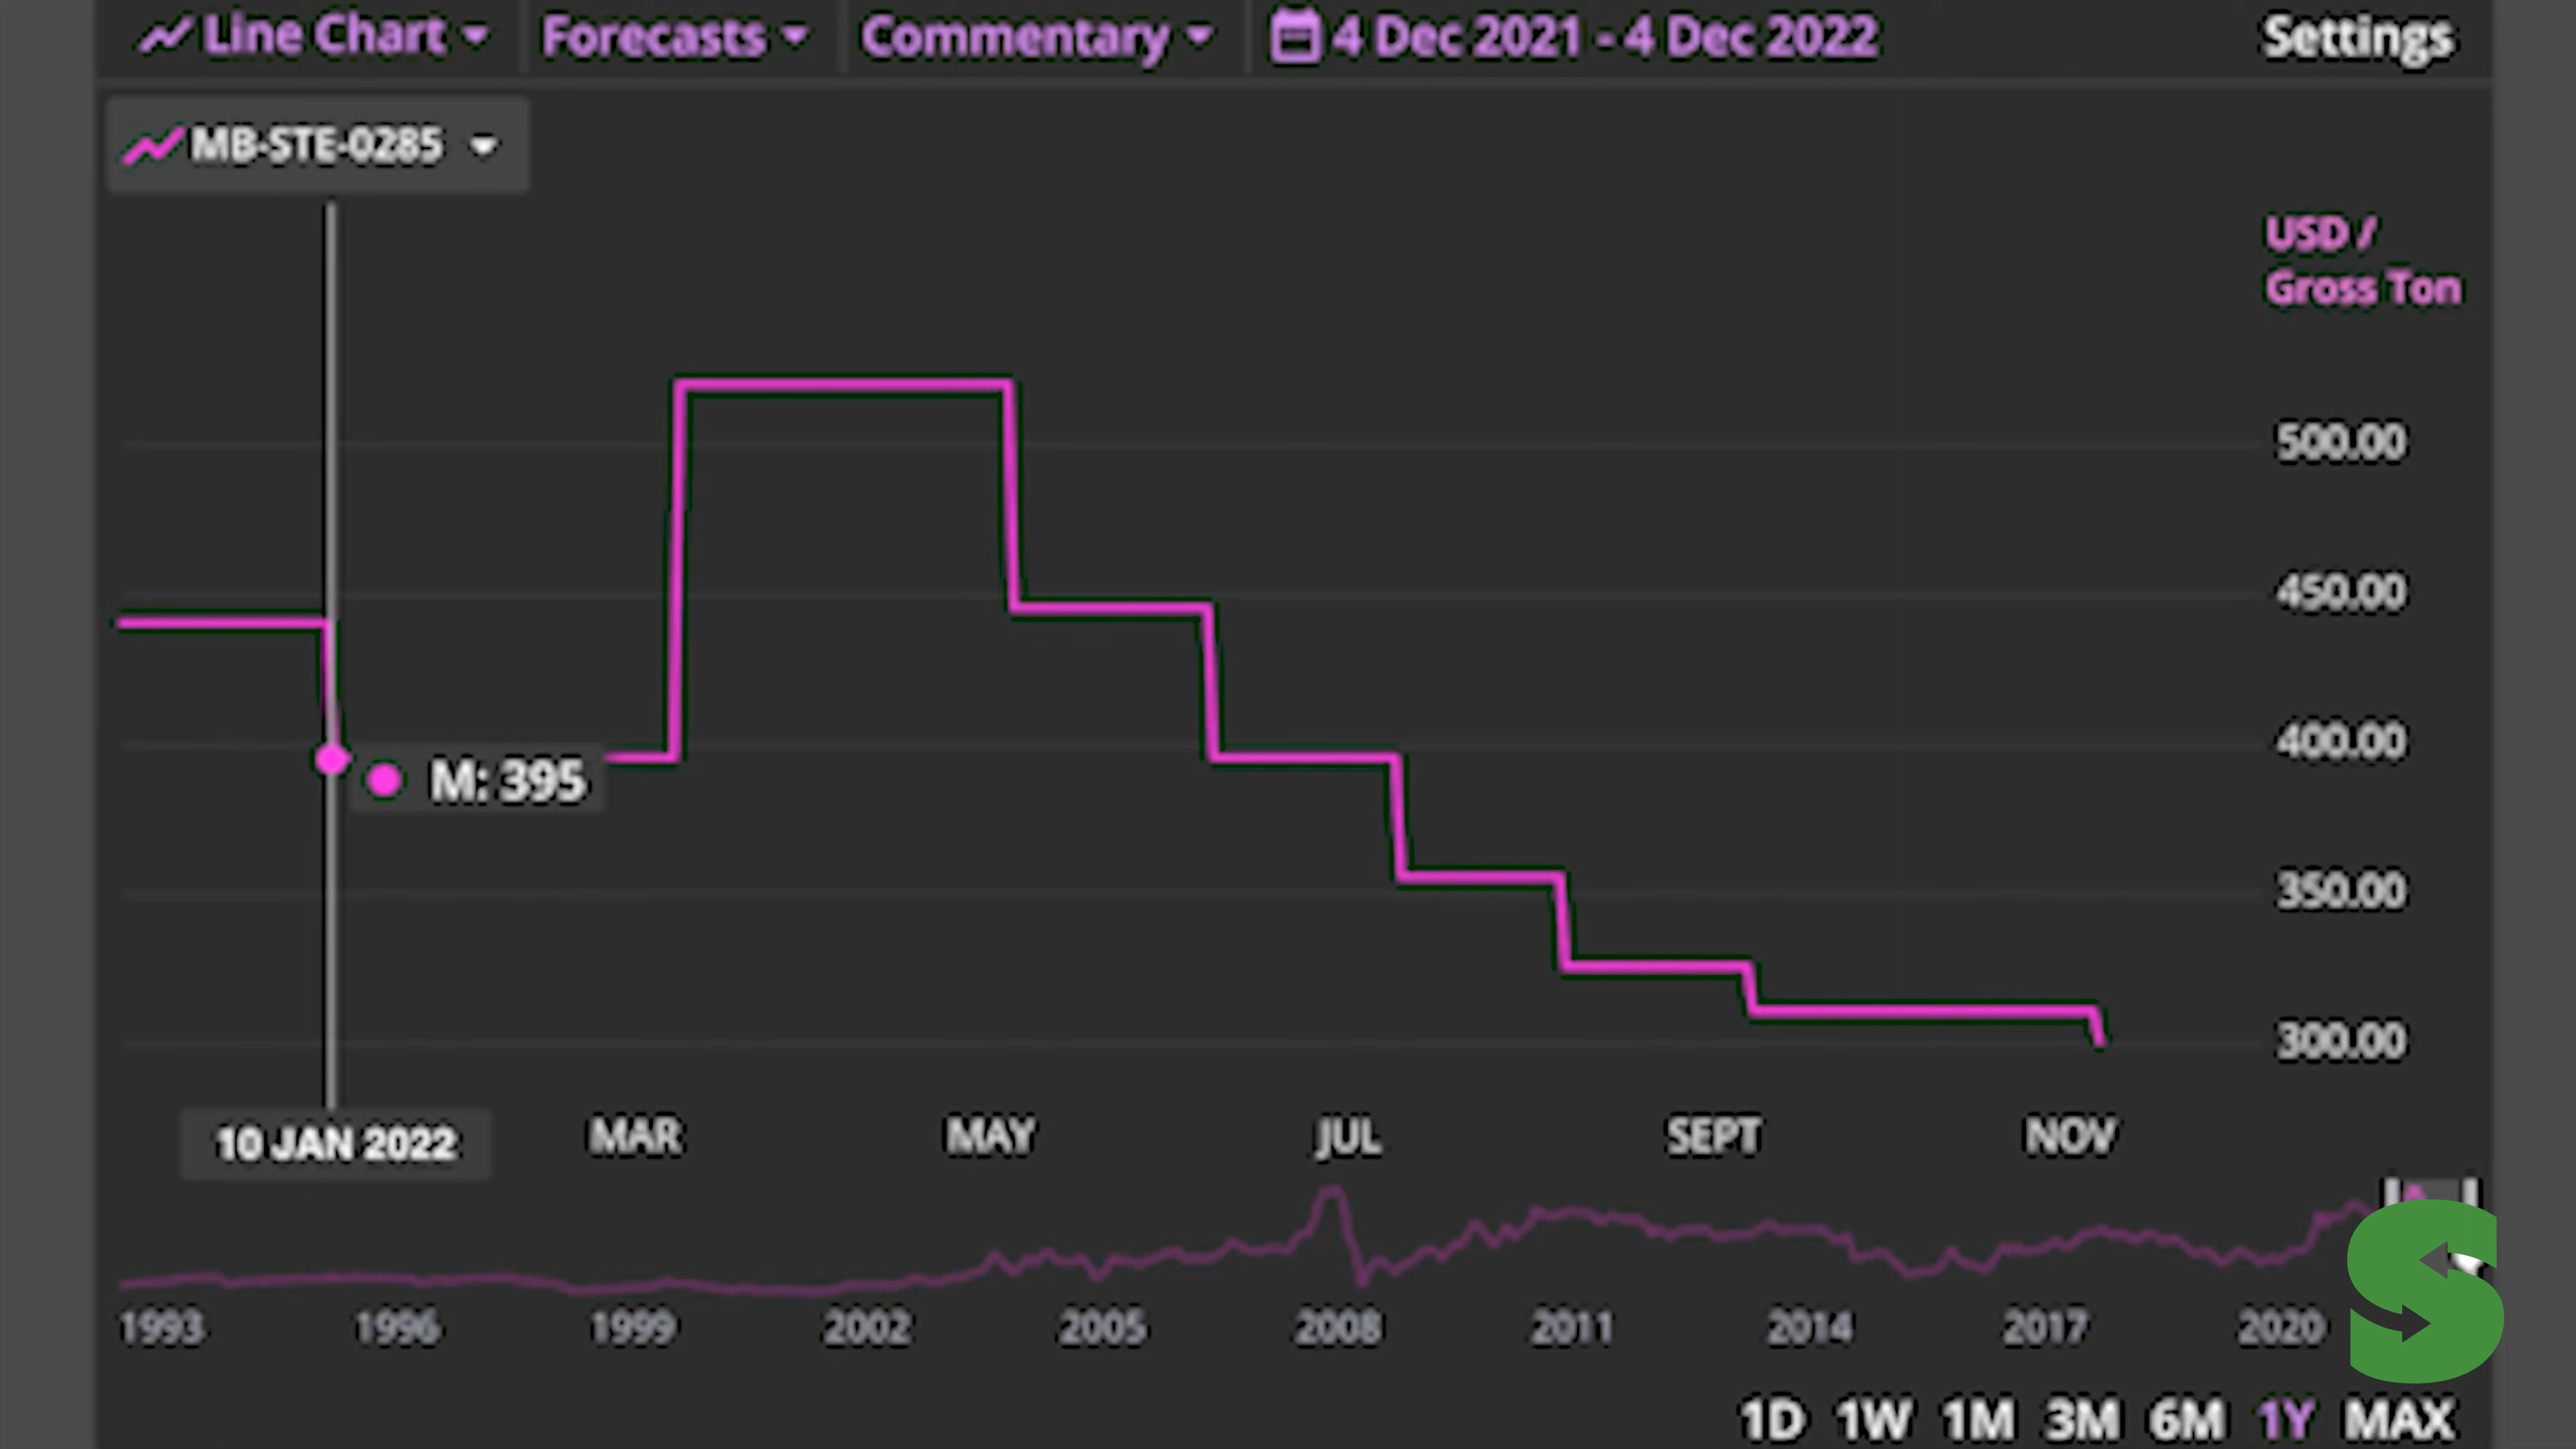 Line Chart Forecasts Commentary 4 Dec 2021 - 4 Dec 2022 Settings
MB-STE-0285
USD /
Gross Ton
500.00
450.00
400.00
M: 395
350.00
300.00
10 JAN 2022 MAR MAY JUL SEPT NOV
1993 1996 1999 2002 2005 2008 2011 2014 2017 2020
S
1D 1W 1M 3M 6M 1Y MAX